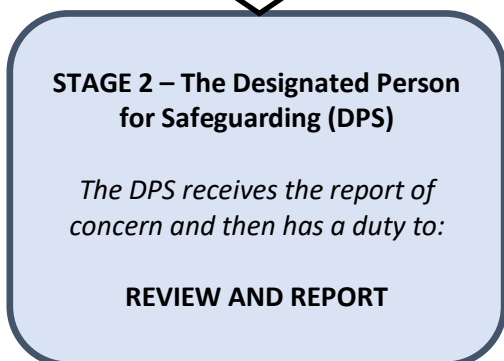 STAGE 2 – The Designated Person
for Safeguarding (DPS)
The DPS receives the report of
concern and then has a duty to:
REVIEW AND REPORT